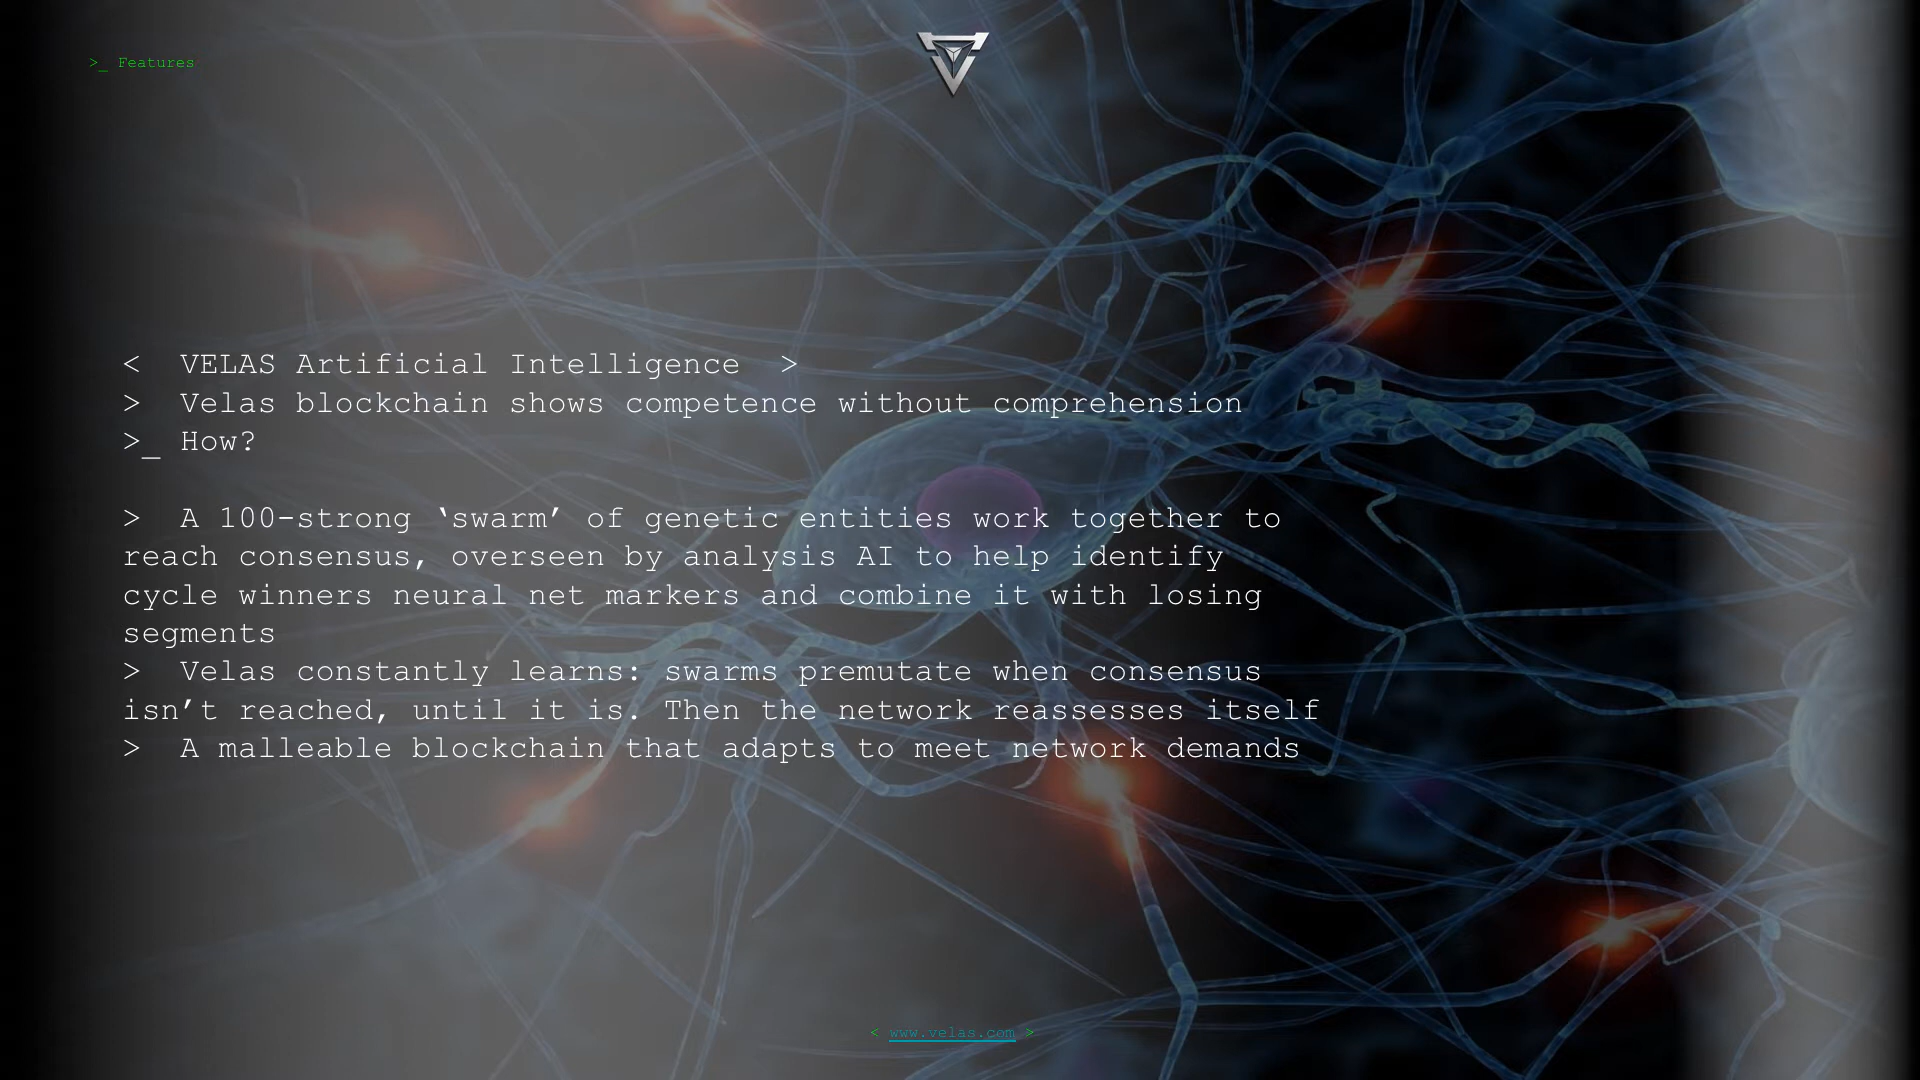 >_ Features
<  VELAS Artificial Intelligence  >
>  Velas blockchain shows competence without comprehension
>_ How?
>  A 100-strong ‘swarm’ of genetic entities work together to
reach consensus, overseen by analysis AI to help identify
cycle winners neural net markers and combine it with losing
segments
>  Velas constantly learns: swarms premutate when consensus
isn’t reached, until it is. Then the network reassesses itself
>  A malleable blockchain that adapts to meet network demands
< www.velas.com >